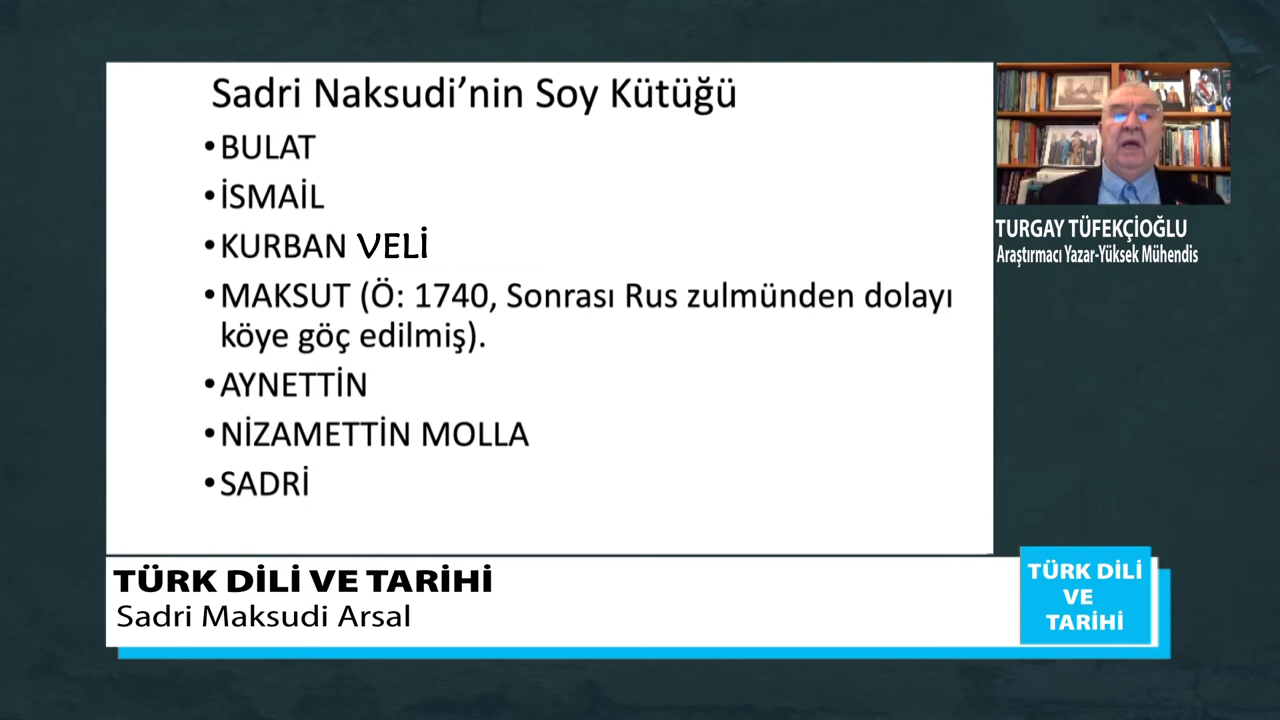 Sadri Naksudi’nin Soy Kütüğü
•BULAT
•İSMAİL
•KURBAN VELİ
•MAKSUT (Ö: 1740, Sonrası Rus zulmünden dolayı
köye göç edilmiş).
•AYNETTİN
•NİZAMETTİN MOLLA
•SADRİ
TURGAY TÜFEKÇİOĞLU
Araştırmacı Yazar-Yüksek Mühendis
TÜRK DİLİ VE TARİHİ
Sadri Maksudi Arsal
TÜRK DİLİ
VE
TARİHİ